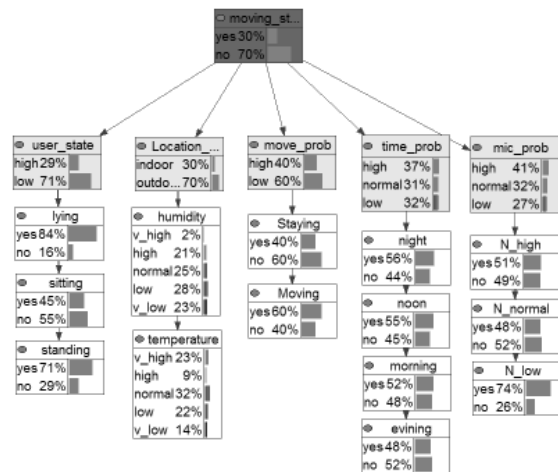 moving_st...
yes 30%
no 70%
user_state
high 29%
low 71%
lying
yes 84%
no 16%
sitting
yes 45%
no 55%
standing
yes 71%
no 29%
Location_...
indoor 30%
outdo... 70%
humidity
v_high 2%
high 21%
normal 25%
low 28%
v_low 23%
temperature
v_high 23%
high 9%
normal 32%
low 22%
v_low 14%
move_prob
high 40%
low 60%
Staying
yes 40%
no 60%
Moving
yes 60%
no 40%
time_prob
high 37%
normal 31%
low 32%
night
yes 56%
no 44%
noon
yes 55%
no 45%
morning
yes 52%
no 48%
evining
yes 48%
no 52%
mic_prob
high 41%
normal 32%
low 27%
N_high
yes 51%
no 49%
N_normal
yes 48%
no 52%
N_low
yes 74%
no 26%